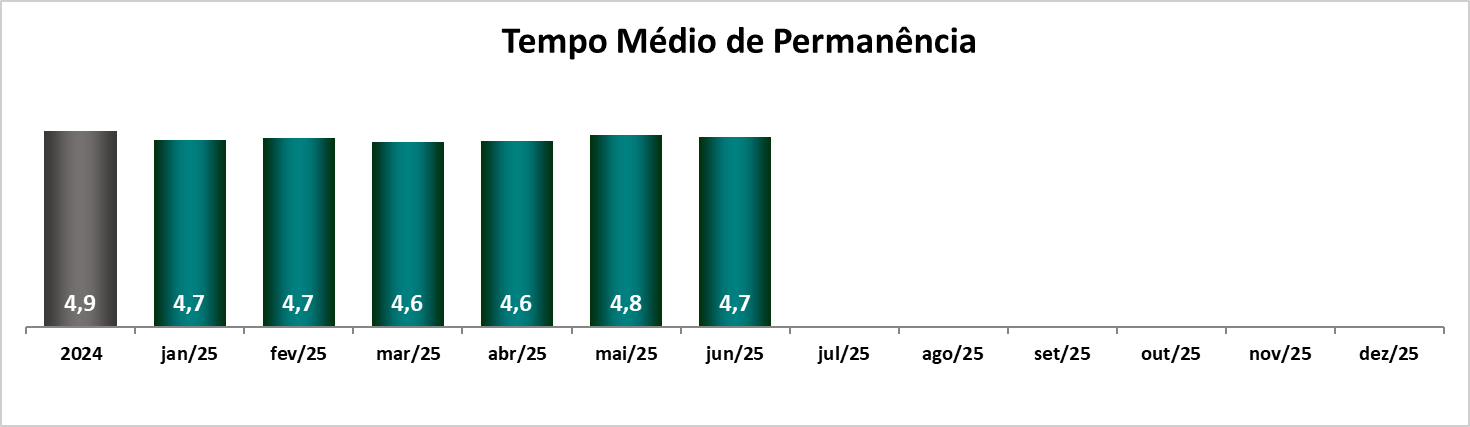 Tempo Médio de Permanência
4,9 4,7 4,7 4,6 4,6 4,8 4,7
2024 jan/25 fev/25 mar/25 abr/25 mai/25 jun/25 jul/25 ago/25 set/25 out/25 nov/25 dez/25